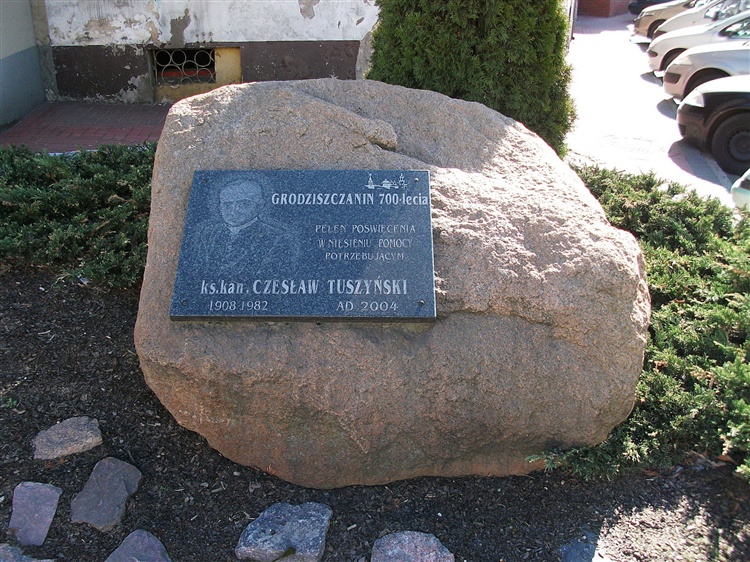 GRODZISZCZANIN 700-lecia
PEŁEN POŚWIĘCENIA
W NIESIENIU POMOCY
POTRZEBUJĄCYM
ks.kan. CZESŁAW TUSZYŃSKI
1908 1982 AD 2004